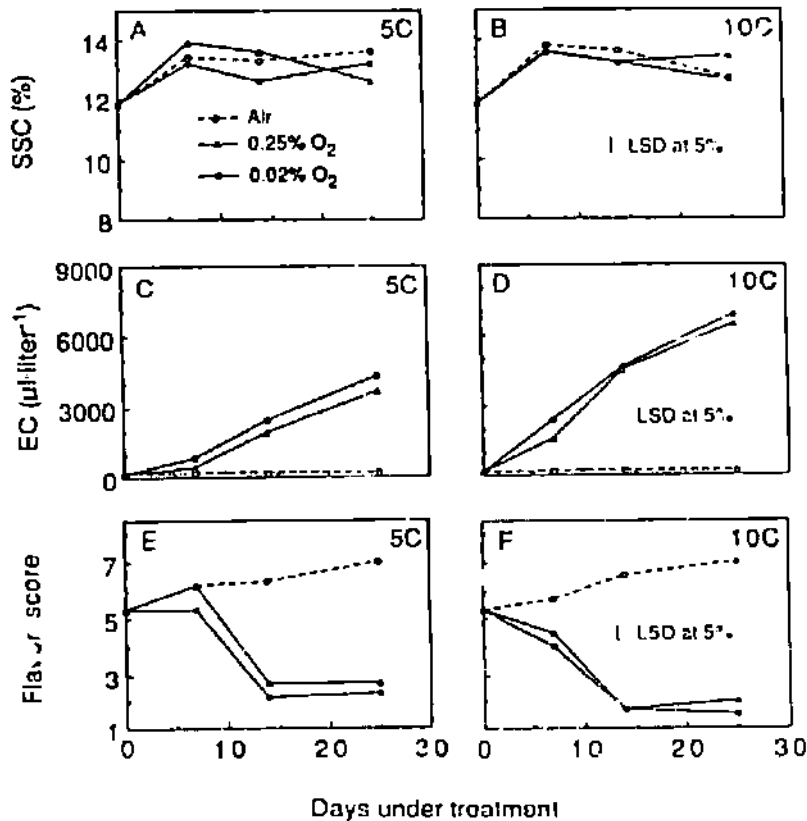 A 5C
B 10C
14
12
10
8
SSC (%)
Air
0.25% O₂
0.02% O₂
LSD at 5%
C 5C
D 10C
9000
6000
3000
0
EC (µl·liter⁻¹)
LSD at 5%
E 5C
F 10C
7
5
3
1
score
LSD at 5%
0 10 20 30
0 10 20 30
Days under treatment